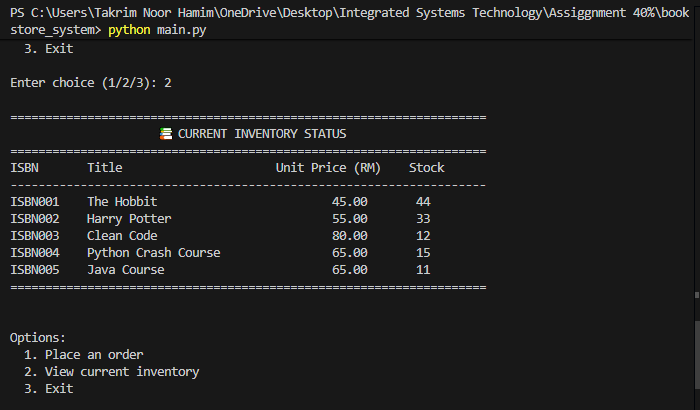 PS C:\Users\Takrim Noor Hamim\OneDrive\Desktop\Integrated Systems Technology\Assiggnment 40%\book
store_system> python main.py
  3. Exit
Enter choice (1/2/3): 2
====================================================================
📚 CURRENT INVENTORY STATUS
====================================================================
ISBN       Title                      Unit Price (RM)    Stock
--------------------------------------------------------------------
ISBN001    The Hobbit                         45.00       44
ISBN002    Harry Potter                       55.00       33
ISBN003    Clean Code                         80.00       12
ISBN004    Python Crash Course                65.00       15
ISBN005    Java Course                        65.00       11
====================================================================
Options:
  1. Place an order
  2. View current inventory
  3. Exit